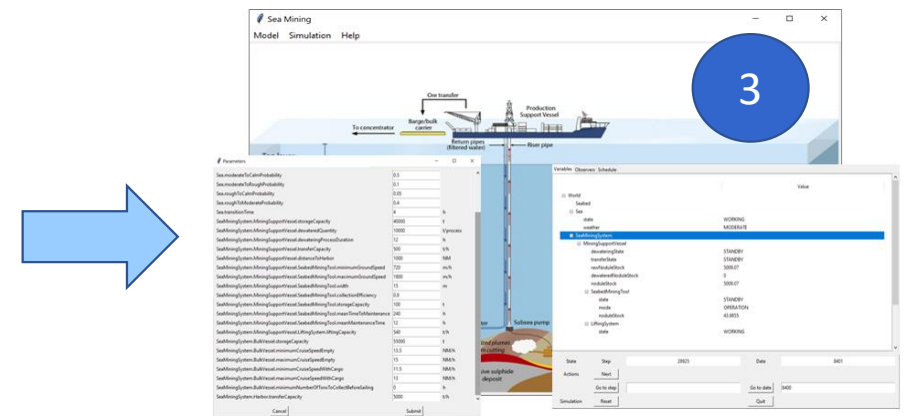 Sea Mining
Model Simulation Help
3
Ore transfer
Production
Support Vessel
Barge/bulk
carrier
To concentrator
Return pipes
(filtered water)
Riser pipe
Parameters
Sea.moderateToCalmProbability 0.5
Sea.moderateToRoughProbability 0.1
Sea.roughToCalmProbability 0.05
Sea.roughToModerateProbability 0.4
Sea.transitionTime 4 h
SeaMiningSystem.MiningSupportVessel.storageCapacity 40000 t
SeaMiningSystem.MiningSupportVessel.dewateredQuantity 10000 t/process
SeaMiningSystem.MiningSupportVessel.dewateringProcessDuration 12 h
SeaMiningSystem.MiningSupportVessel.transferCapacity 500 t/h
SeaMiningSystem.MiningSupportVessel.distanceToHarbor 1000 NM
SeaMiningSystem.MiningSupportVessel.SeabedMiningTool.minimumGroundSpeed 720 m/h
SeaMiningSystem.MiningSupportVessel.SeabedMiningTool.maximumGroundSpeed 1800 m/h
SeaMiningSystem.MiningSupportVessel.SeabedMiningTool.width 15 m
SeaMiningSystem.MiningSupportVessel.SeabedMiningTool.collectionEfficiency 0.8
SeaMiningSystem.MiningSupportVessel.SeabedMiningTool.storageCapacity 100 t
SeaMiningSystem.MiningSupportVessel.SeabedMiningTool.meanTimeToMaintenance 240 h
SeaMiningSystem.MiningSupportVessel.SeabedMiningTool.meanMaintenanceTime 12 h
SeaMiningSystem.MiningSupportVessel.LiftingSystem.liftingCapacity 540 t/h
SeaMiningSystem.BulkVessel.storageCapacity 55000 t
SeaMiningSystem.BulkVessel.minimumCruiseSpeedEmpty 13.5 NM/h
SeaMiningSystem.BulkVessel.maximumCruiseSpeedEmpty 15 NM/h
SeaMiningSystem.BulkVessel.minimumCruiseSpeedWithCargo 11.5 NM/h
SeaMiningSystem.BulkVessel.maximumCruiseSpeedWithCargo 13 NM/h
SeaMiningSystem.BulkVessel.minimumNumberOfTonsToCollectBeforeSailing 0 h
SeaMiningSystem.Harbor.transferCapacity 5000 t/h
Cancel Submit
Subsea pump
cutting
sulphide
deposit
Variables Observers Schedule
Value
World
Seabed
Sea
state WORKING
weather MODERATE
SeaMiningSystem
MiningSupportVessel
dewateringState STANDBY
transferState STANDBY
rawNoduleStock 5009.07
dewateredNoduleStock 0
noduleStock 5009.07
SeabedMiningTool
state STANDBY
mode OPERATION
noduleStock 43.8935
LiftingSystem
state WORKING
State Step 20925 Date 8401
Actions Next
Go to step Go to date 8400
Simulation Reset Quit